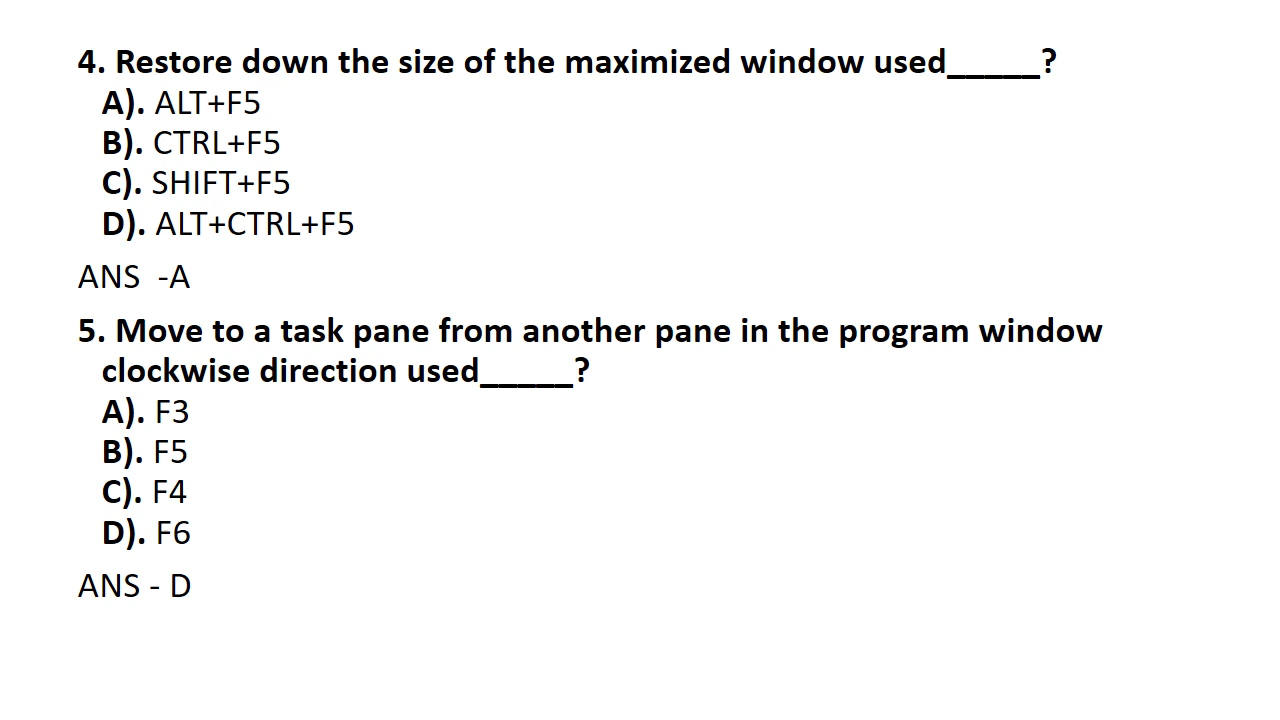 4. Restore down the size of the maximized window used_____?
A). ALT+F5
B). CTRL+F5
C). SHIFT+F5
D). ALT+CTRL+F5
ANS  -A
5. Move to a task pane from another pane in the program window
clockwise direction used_____?
A). F3
B). F5
C). F4
D). F6
ANS - D